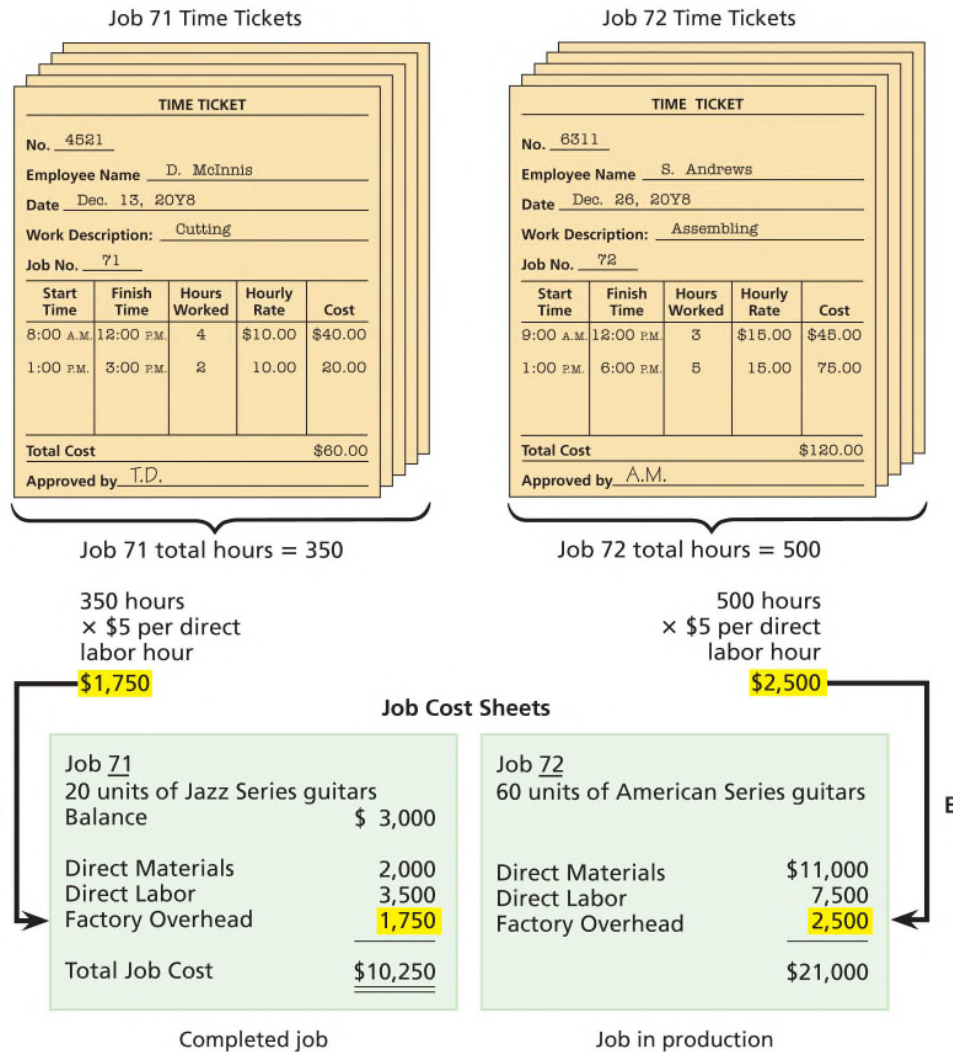 Job 71 Time Tickets
TIME TICKET
No. 4521
Employee Name D. McInnis
Date Dec. 13, 20Y8
Work Description: Cutting
Job No. 71
Start Time Finish Time Hours Worked Hourly Rate Cost
8:00 A.M. 12:00 P.M. 4 $10.00 $40.00
1:00 P.M. 3:00 P.M. 2 10.00 20.00
Total Cost $60.00
Approved by T.D.
Job 71 total hours = 350
Job 72 Time Tickets
TIME TICKET
No. 6311
Employee Name S. Andrews
Date Dec. 26, 20Y8
Work Description: Assembling
Job No. 72
Start Time Finish Time Hours Worked Hourly Rate Cost
9:00 A.M. 12:00 P.M. 3 $15.00 $45.00
1:00 P.M. 6:00 P.M. 5 15.00 75.00
Total Cost $120.00
Approved by A.M.
Job 72 total hours = 500
350 hours
× $5 per direct
labor hour
$1,750
500 hours
× $5 per direct
labor hour
$2,500
Job Cost Sheets
Job 71
20 units of Jazz Series guitars
Balance $ 3,000
Direct Materials 2,000
Direct Labor 3,500
Factory Overhead 1,750
Total Job Cost $10,250
Completed job
Job 72
60 units of American Series guitars
Direct Materials $11,000
Direct Labor 7,500
Factory Overhead 2,500
$21,000
Job in production